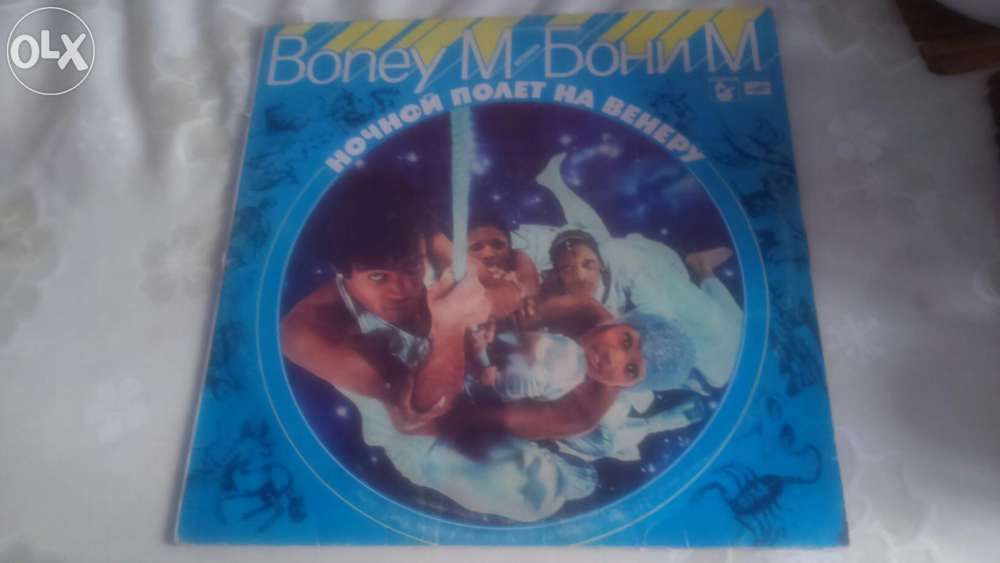 OLX
Boney M Бони М
НОЧНОЙ ПОЛЕТ НА ВЕНЕРУ